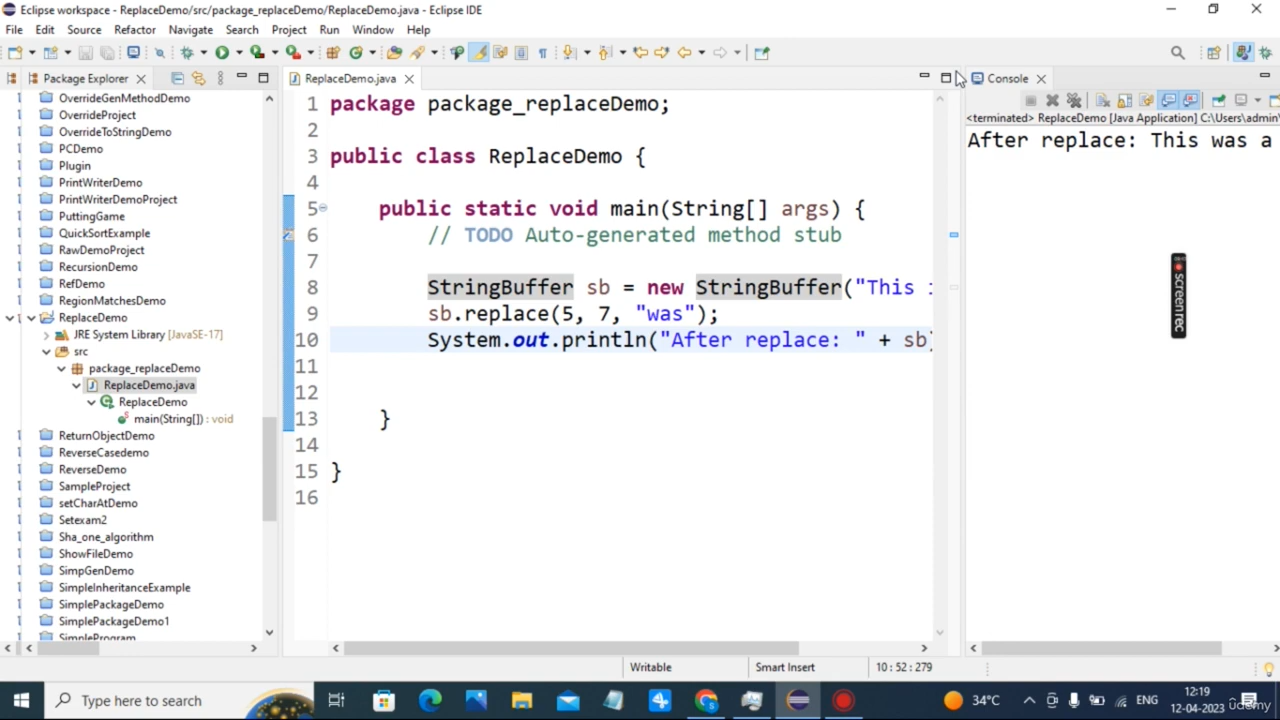 Eclipse workspace - ReplaceDemo/src/package_replaceDemo/ReplaceDemo.java - Eclipse IDE
File Edit Source Refactor Navigate Search Project Run Window Help
Package Explorer
OverrideGenMethodDemo
OverrideProject
OverrideToStringDemo
PCDemo
Plugin
PrintWriterDemo
PrintWriterDemoProject
PuttingGame
QuickSortExample
RawDemoProject
RecursionDemo
RefDemo
RegionMatchesDemo
ReplaceDemo
JRE System Library [JavaSE-17]
src
package_replaceDemo
ReplaceDemo.java
ReplaceDemo
main(String[]) : void
ReturnObjectDemo
ReverseCasedemo
ReverseDemo
SampleProject
setCharAtDemo
Setexam2
Sha_one_algorithm
ShowFileDemo
SimpGenDemo
SimpleInheritanceExample
SimplePackageDemo
SimplePackageDemo1
SimpleProgram
ReplaceDemo.java
1 package package_replaceDemo;
2
3 public class ReplaceDemo {
4
5 public static void main(String[] args) {
6 // TODO Auto-generated method stub
7
8 StringBuffer sb = new StringBuffer("This i
9 sb.replace(5, 7, "was");
10 System.out.println("After replace: " + sb)
11
12
13 }
14
15 }
16
Console
<terminated> ReplaceDemo [Java Application] C:\Users\admin\
After replace: This was a
screenrec
Writable Smart Insert 10 : 52 : 279
Type here to search
34°C ENG
12:19
12-04-2023
udemy